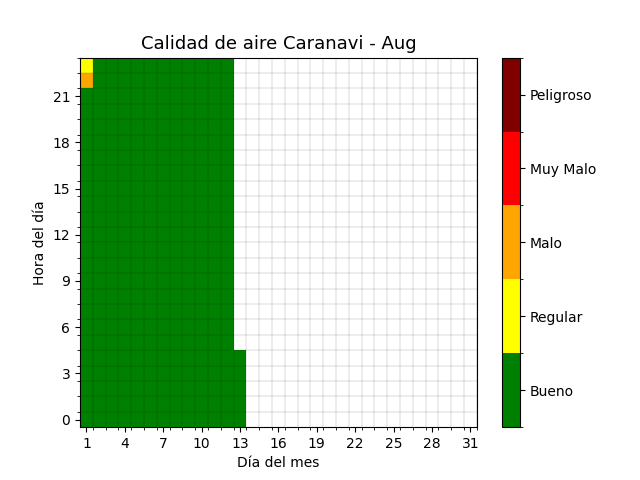 Calidad de aire Caranavi - Aug
Hora del día
21
18
15
12
9
6
3
0
1 4 7 10 13 16 19 22 25 28 31
Día del mes
Peligroso
Muy Malo
Malo
Regular
Bueno